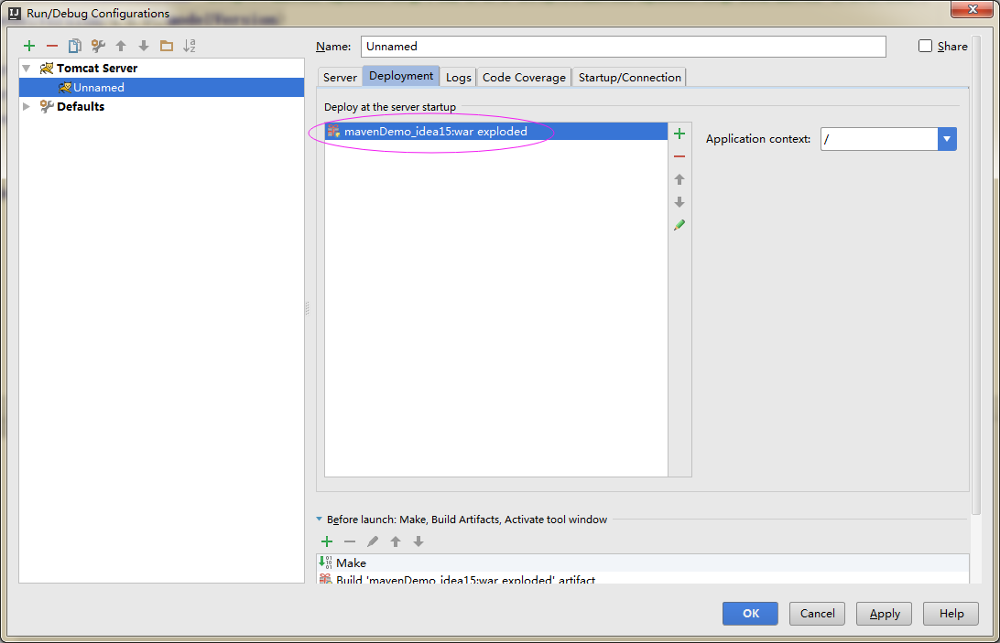 Run/Debug Configurations
Name: Unnamed Share
Tomcat Server
Unnamed
Defaults
Server Deployment Logs Code Coverage Startup/Connection
Deploy at the server startup
mavenDemo_idea15:war exploded
Application context: /
Before launch: Make, Build Artifacts, Activate tool window
Make
Build 'mavenDemo_idea15:war exploded' artifact
OK Cancel Apply Help